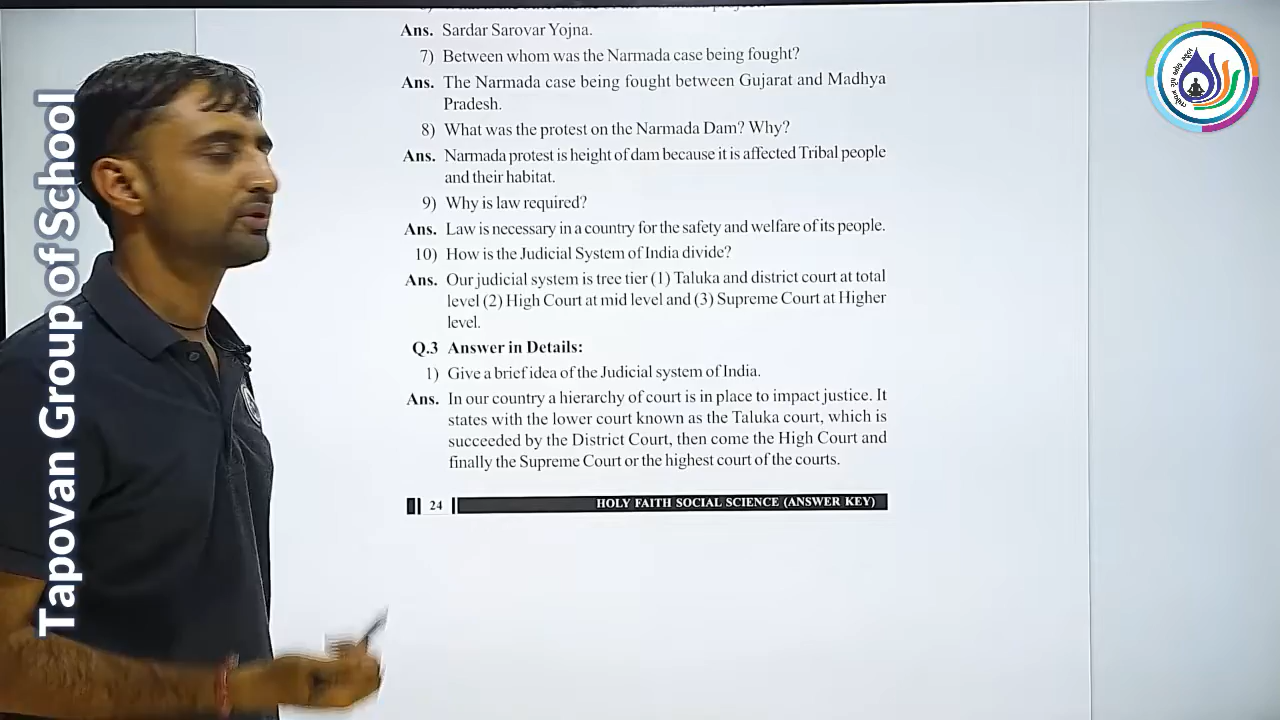 Ans. Sardar Sarovar Yojna.
7) Between whom was the Narmada case being fought?
Ans. The Narmada case being fought between Gujarat and Madhya
Pradesh.
8) What was the protest on the Narmada Dam? Why?
Ans. Narmada protest is height of dam because it is affected Tribal people
and their habitat.
9) Why is law required?
Ans. Law is necessary in a country for the safety and welfare of its people.
10) How is the Judicial System of India divide?
Ans. Our judicial system is tree tier (1) Taluka and district court at total
level (2) High Court at mid level and (3) Supreme Court at Higher
level.
Q.3 Answer in Details:
1) Give a brief idea of the Judicial system of India.
Ans. In our country a hierarchy of court is in place to impact justice. It
states with the lower court known as the Taluka court, which is
succeeded by the District Court, then come the High Court and
finally the Supreme Court or the highest court of the courts.
24 HOLY FAITH SOCIAL SCIENCE (ANSWER KEY)
Tapovan Group of School